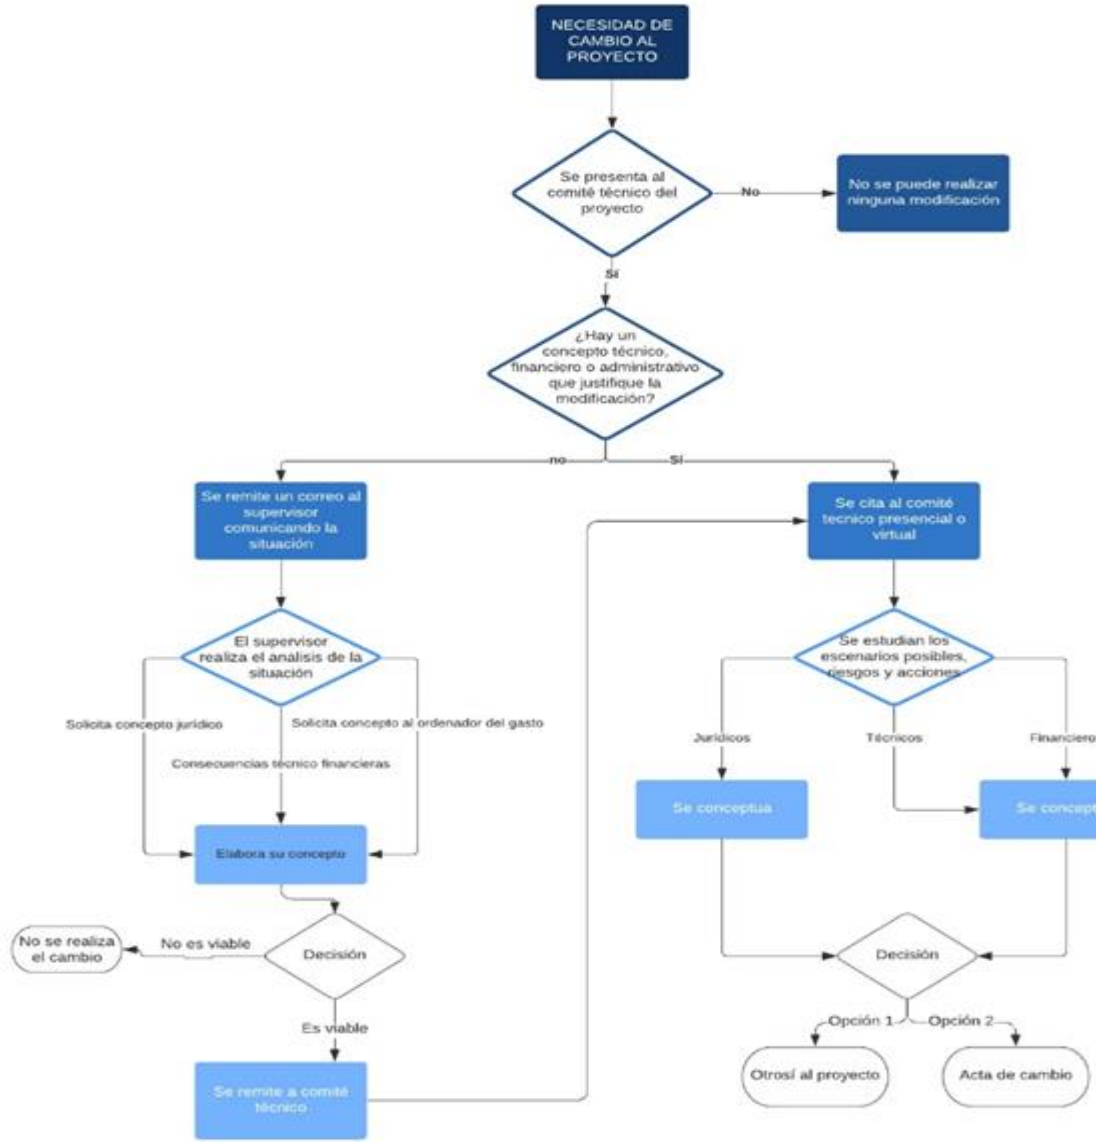 NECESIDAD DE
CAMBIO AL
PROYECTO
Se presenta al
comité técnico del
proyecto
No
No se puede realizar
ninguna modificación
Sí
¿Hay un
concepto técnico,
financiero o administrativo
que justifique la
modificación?
no
Sí
Se remite un correo al
supervisor
comunicando la
situación
Se cita al comité
tecnico presencial o
virtual
El supervisor
realiza el analisis de la
situación
Se estudian los
escenarios posibles,
riesgos y acciones
Solicita concepto jurídico
Solicita concepto al ordenador del gasto
Consecuencias técnico financieras
Jurídicos
Técnicos
Financiero
Se conceptua
Se concept
Elabora su concepto
No se realiza
el cambio
No es viable
Decisión
Decisión
Es viable
Opción 1
Opción 2
Se remite a comité
técnico
Otrosí al proyecto
Acta de cambio